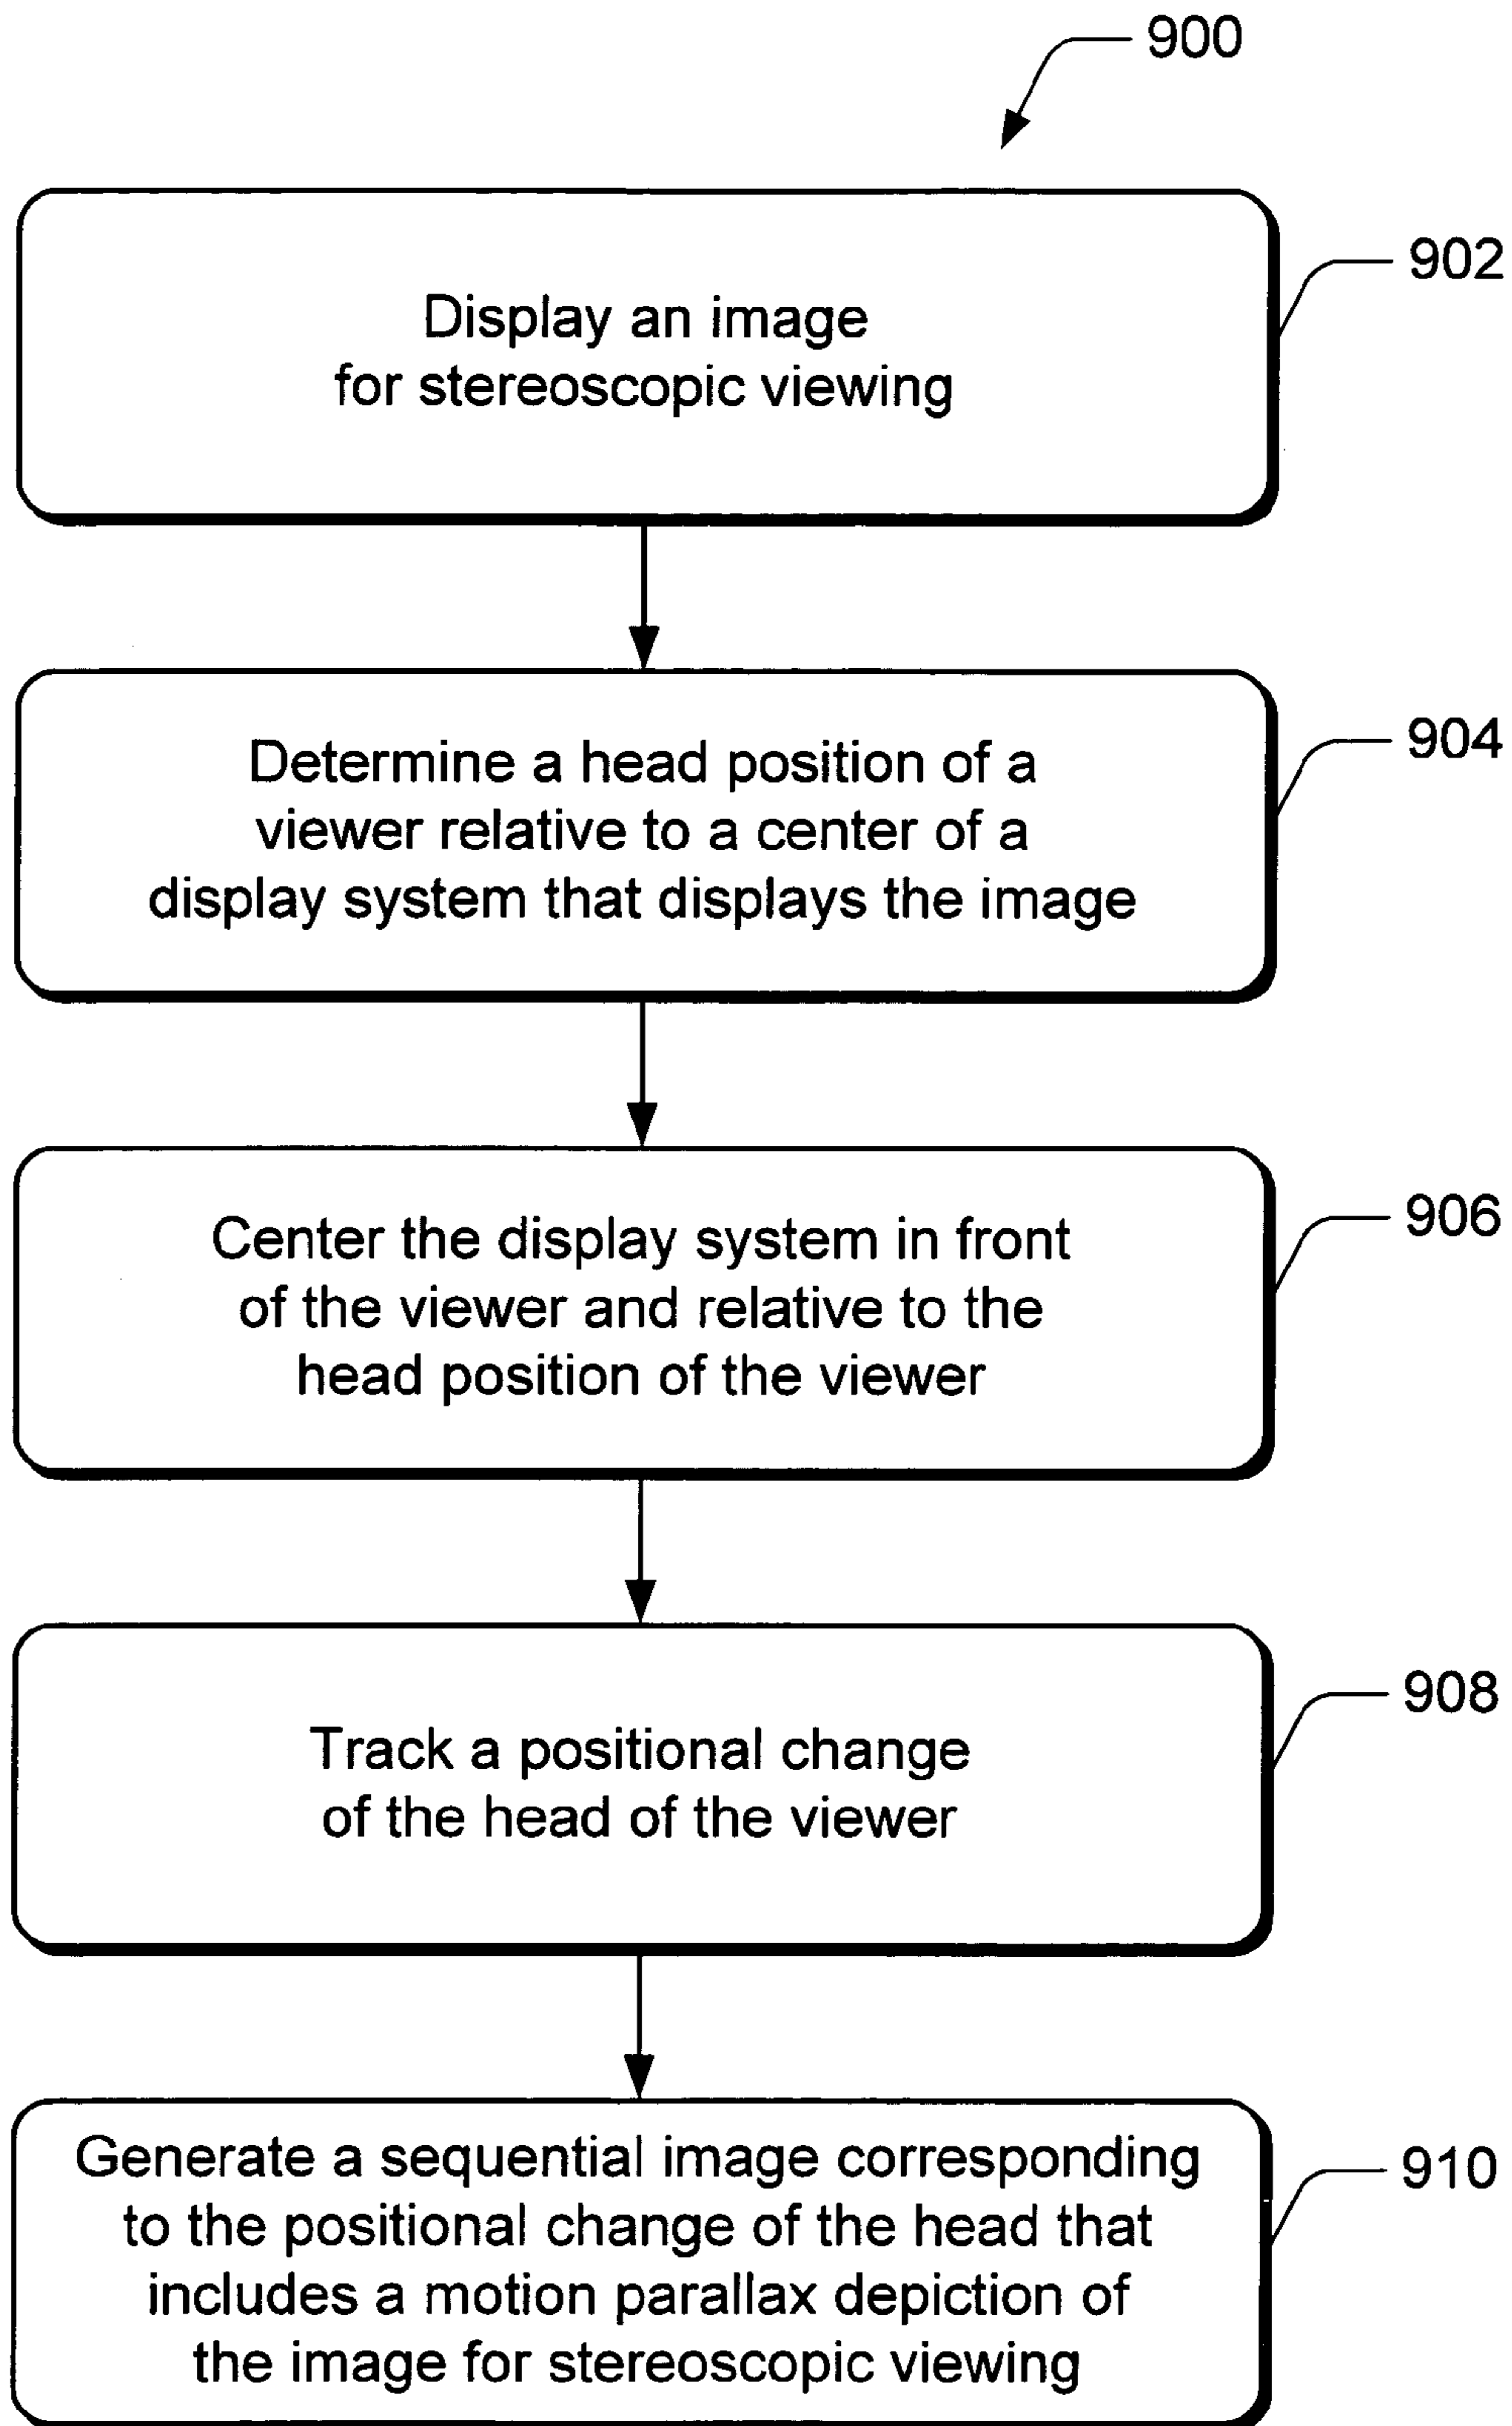 900
902
Display an image
for stereoscopic viewing
904
Determine a head position of a
viewer relative to a center of a
display system that displays the image
906
Center the display system in front
of the viewer and relative to the
head position of the viewer
908
Track a positional change
of the head of the viewer
910
Generate a sequential image corresponding
to the positional change of the head that
includes a motion parallax depiction of
the image for stereoscopic viewing